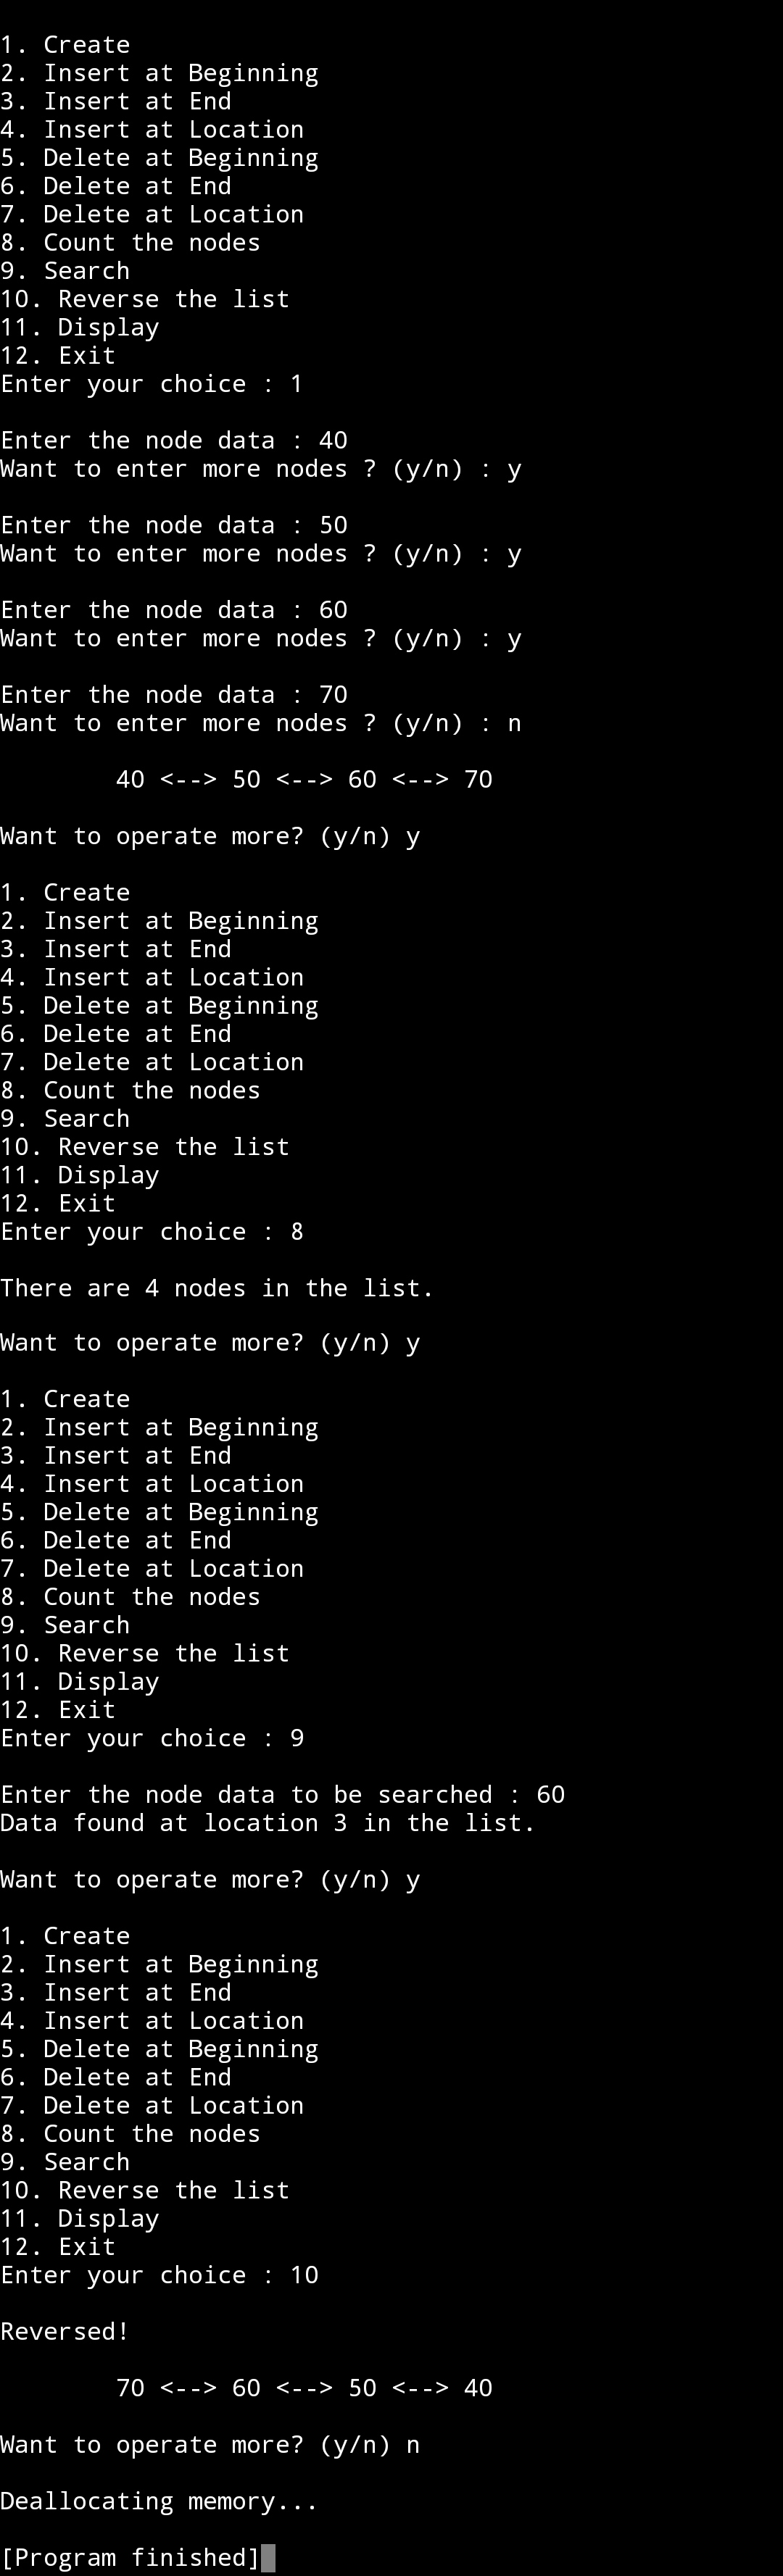 1. Create
2. Insert at Beginning
3. Insert at End
4. Insert at Location
5. Delete at Beginning
6. Delete at End
7. Delete at Location
8. Count the nodes
9. Search
10. Reverse the list
11. Display
12. Exit
Enter your choice : 1
Enter the node data : 40
Want to enter more nodes ? (y/n) : y
Enter the node data : 50
Want to enter more nodes ? (y/n) : y
Enter the node data : 60
Want to enter more nodes ? (y/n) : y
Enter the node data : 70
Want to enter more nodes ? (y/n) : n
40 <--> 50 <--> 60 <--> 70
Want to operate more? (y/n) y
1. Create
2. Insert at Beginning
3. Insert at End
4. Insert at Location
5. Delete at Beginning
6. Delete at End
7. Delete at Location
8. Count the nodes
9. Search
10. Reverse the list
11. Display
12. Exit
Enter your choice : 8
There are 4 nodes in the list.
Want to operate more? (y/n) y
1. Create
2. Insert at Beginning
3. Insert at End
4. Insert at Location
5. Delete at Beginning
6. Delete at End
7. Delete at Location
8. Count the nodes
9. Search
10. Reverse the list
11. Display
12. Exit
Enter your choice : 9
Enter the node data to be searched : 60
Data found at location 3 in the list.
Want to operate more? (y/n) y
1. Create
2. Insert at Beginning
3. Insert at End
4. Insert at Location
5. Delete at Beginning
6. Delete at End
7. Delete at Location
8. Count the nodes
9. Search
10. Reverse the list
11. Display
12. Exit
Enter your choice : 10
Reversed!
70 <--> 60 <--> 50 <--> 40
Want to operate more? (y/n) n
Deallocating memory...
[Program finished]